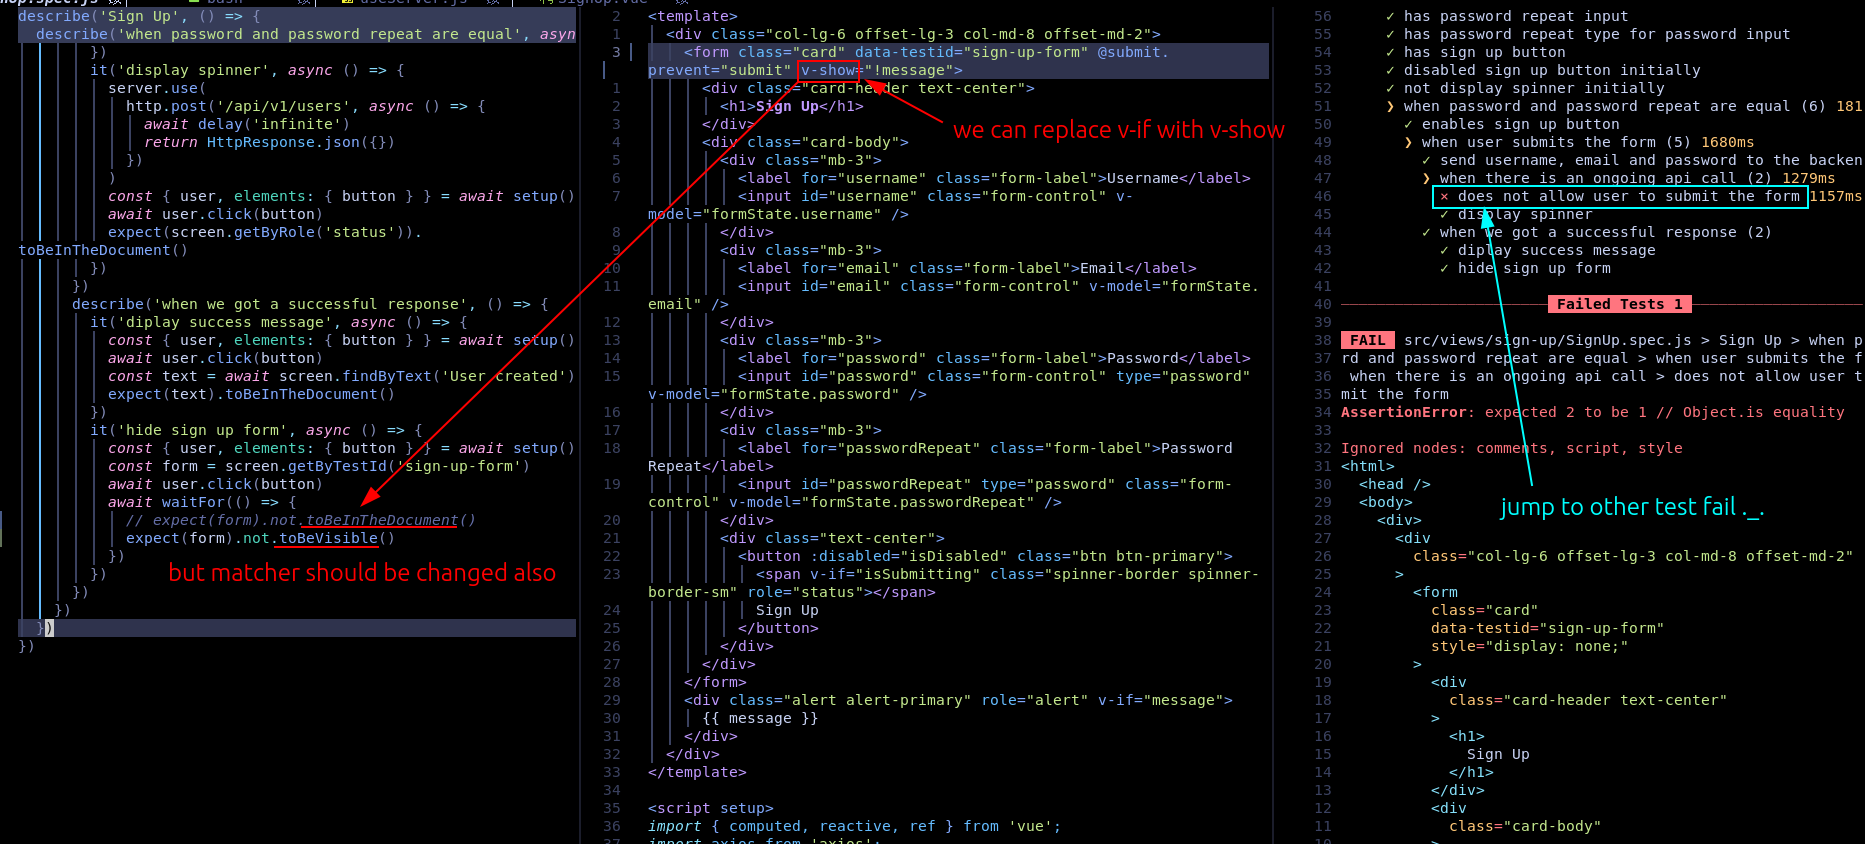 describe('Sign Up', () => {
describe('when password and password repeat are equal', asyn
})
it('display spinner', async () => {
server.use(
http.post('/api/v1/users', async () => {
await delay('infinite')
return HttpResponse.json({})
})
)
const { user, elements: { button } } = await setup()
await user.click(button)
expect(screen.getByRole('status')).
toBeInTheDocument()
})
})
describe('when we got a successful response', () => {
it('diplay success message', async () => {
const { user, elements: { button } } = await setup()
await user.click(button)
const text = await screen.findByText('User created')
expect(text).toBeInTheDocument()
})
it('hide sign up form', async () => {
const { user, elements: { button } } = await setup()
const form = screen.getByTestId('sign-up-form')
await user.click(button)
await waitFor(() => {
// expect(form).not.toBeInTheDocument()
expect(form).not.toBeVisible()
})
but matcher should be changed also
})
})
})
})
})
2 <template>
1 <div class="col-lg-6 offset-lg-3 col-md-8 offset-md-2">
3 <form class="card" data-testid="sign-up-form" @submit.
prevent="submit" v-show="!message">
1 <div class="card-header text-center">
2 <h1>Sign Up</h1>
3 </div>
we can replace v-if with v-show
4 <div class="card-body">
5 <div class="mb-3">
6 <label for="username" class="form-label">Username</label>
7 <input id="username" class="form-control" v-
model="formState.username" />
8 </div>
9 <div class="mb-3">
10 <label for="email" class="form-label">Email</label>
11 <input id="email" class="form-control" v-model="formState.
email" />
12 </div>
13 <div class="mb-3">
14 <label for="password" class="form-label">Password</label>
15 <input id="password" class="form-control" type="password"
v-model="formState.password" />
16 </div>
17 <div class="mb-3">
18 <label for="passwordRepeat" class="form-label">Password
Repeat</label>
19 <input id="passwordRepeat" type="password" class="form-
control" v-model="formState.passwordRepeat" />
20 </div>
21 <div class="text-center">
22 <button :disabled="isDisabled" class="btn btn-primary">
23 <span v-if="isSubmitting" class="spinner-border spinner-
border-sm" role="status"></span>
24 Sign Up
25 </button>
26 </div>
27 </div>
28 </form>
29 <div class="alert alert-primary" role="alert" v-if="message">
30 {{ message }}
31 </div>
32 </div>
33 </template>
34
35 <script setup>
36 import { computed, reactive, ref } from 'vue';
37 import axios from 'axios';
56 ✓ has password repeat input
55 ✓ has password repeat type for password input
54 ✓ has sign up button
53 ✓ disabled sign up button initially
52 ✓ not display spinner initially
51 ❯ when password and password repeat are equal (6) 181
50 ✓ enables sign up button
49 ❯ when user submits the form (5) 1680ms
48 ✓ send username, email and password to the backen
47 ❯ when there is an ongoing api call (2) 1279ms
46 × does not allow user to submit the form 1157ms
45 ✓ display spinner
44 ✓ when we got a successful response (2)
43 ✓ diplay success message
42 ✓ hide sign up form
41
40 Failed Tests 1
39
38 FAIL src/views/sign-up/SignUp.spec.js > Sign Up > when p
37 rd and password repeat are equal > when user submits the f
36 when there is an ongoing api call > does not allow user t
35 mit the form
34 AssertionError: expected 2 to be 1 // Object.is equality
33
32 Ignored nodes: comments, script, style
31 <html>
30 <head />
29 <body>
jump to other test fail ._.
28 <div>
27 <div
26 class="col-lg-6 offset-lg-3 col-md-8 offset-md-2"
25 >
24 <form
23 class="card"
22 data-testid="sign-up-form"
21 style="display: none;"
20 >
19 <div
18 class="card-header text-center"
17 >
16 <h1>
15 Sign Up
14 </h1>
13 </div>
12 <div
11 class="card-body"
10 >